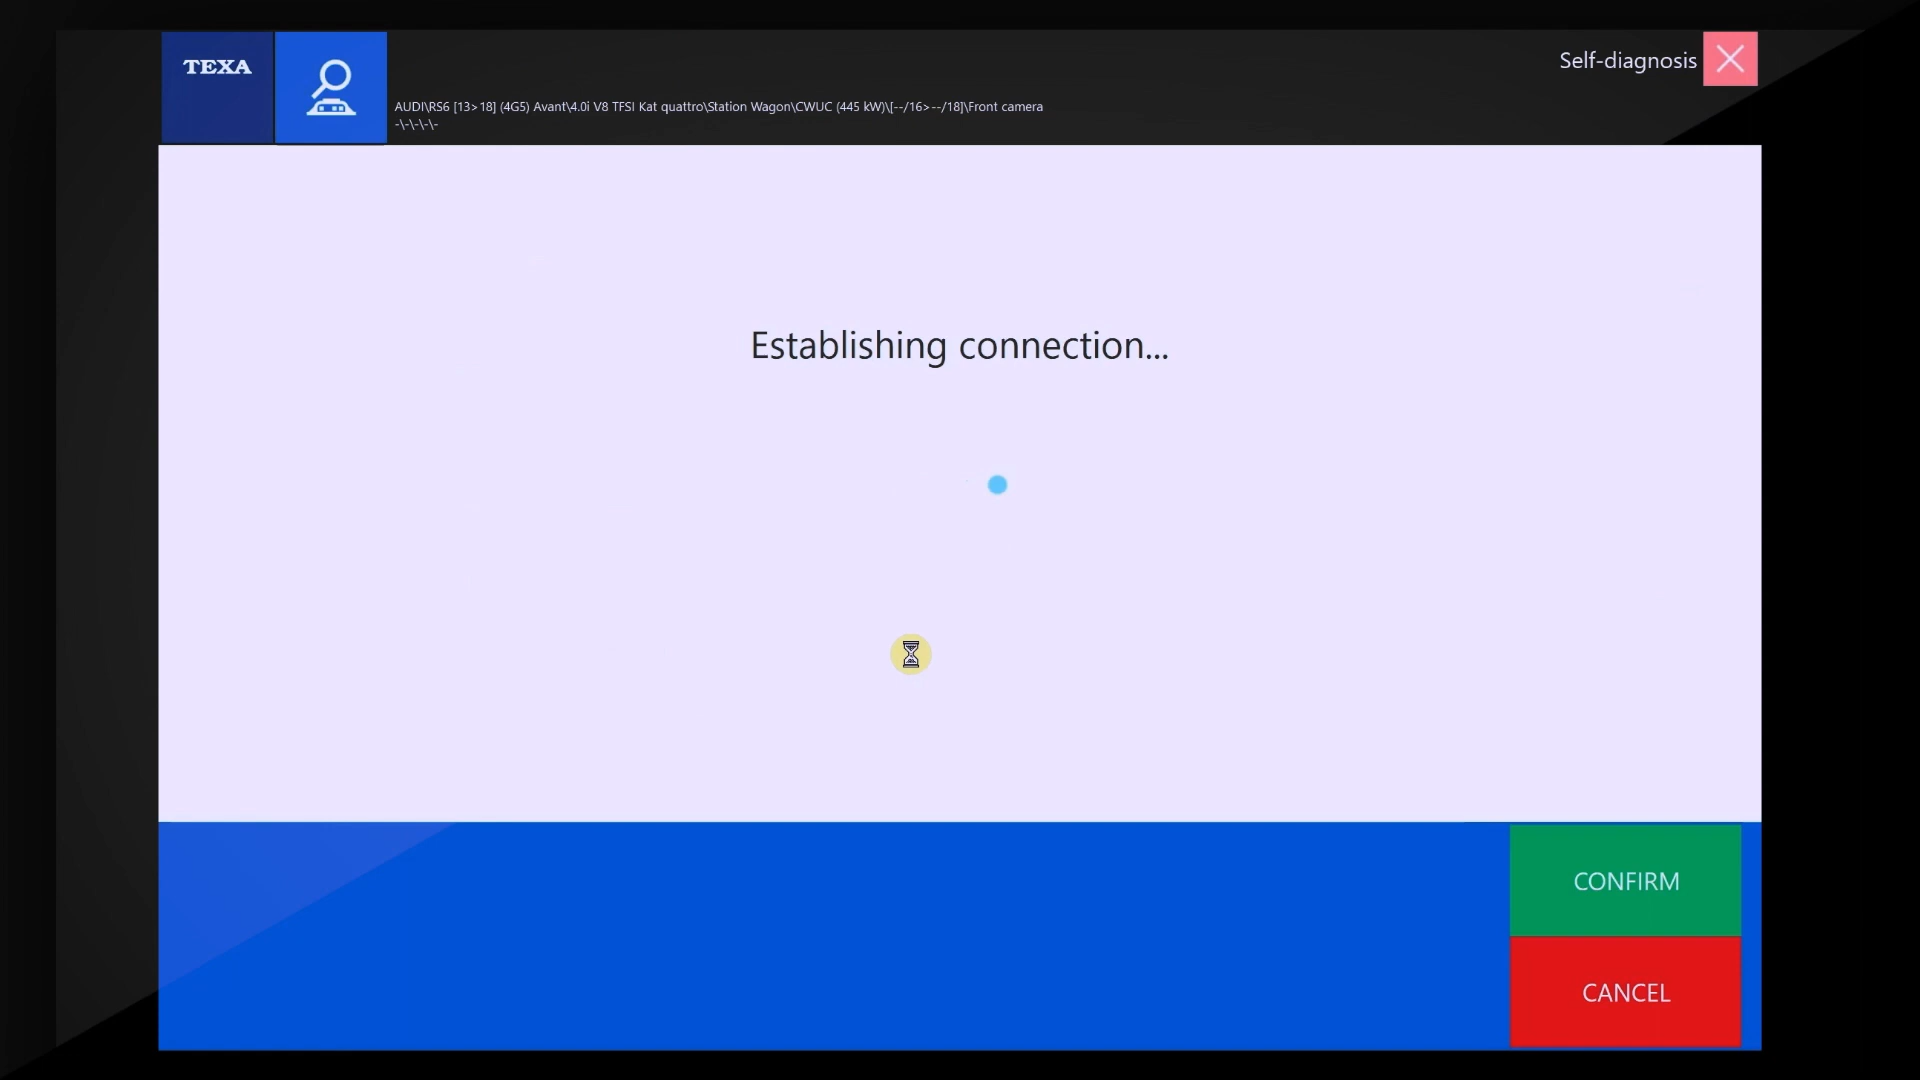 TEXA
Self-diagnosis
AUDI\RS6 [13>18] (4G5) Avant\4.0i V8 TFSI Kat quattro\Station Wagon\CWUC (445 kW)\[--/16>--/18]\Front camera
-\-\-\-\-
Establishing connection...
CONFIRM
CANCEL